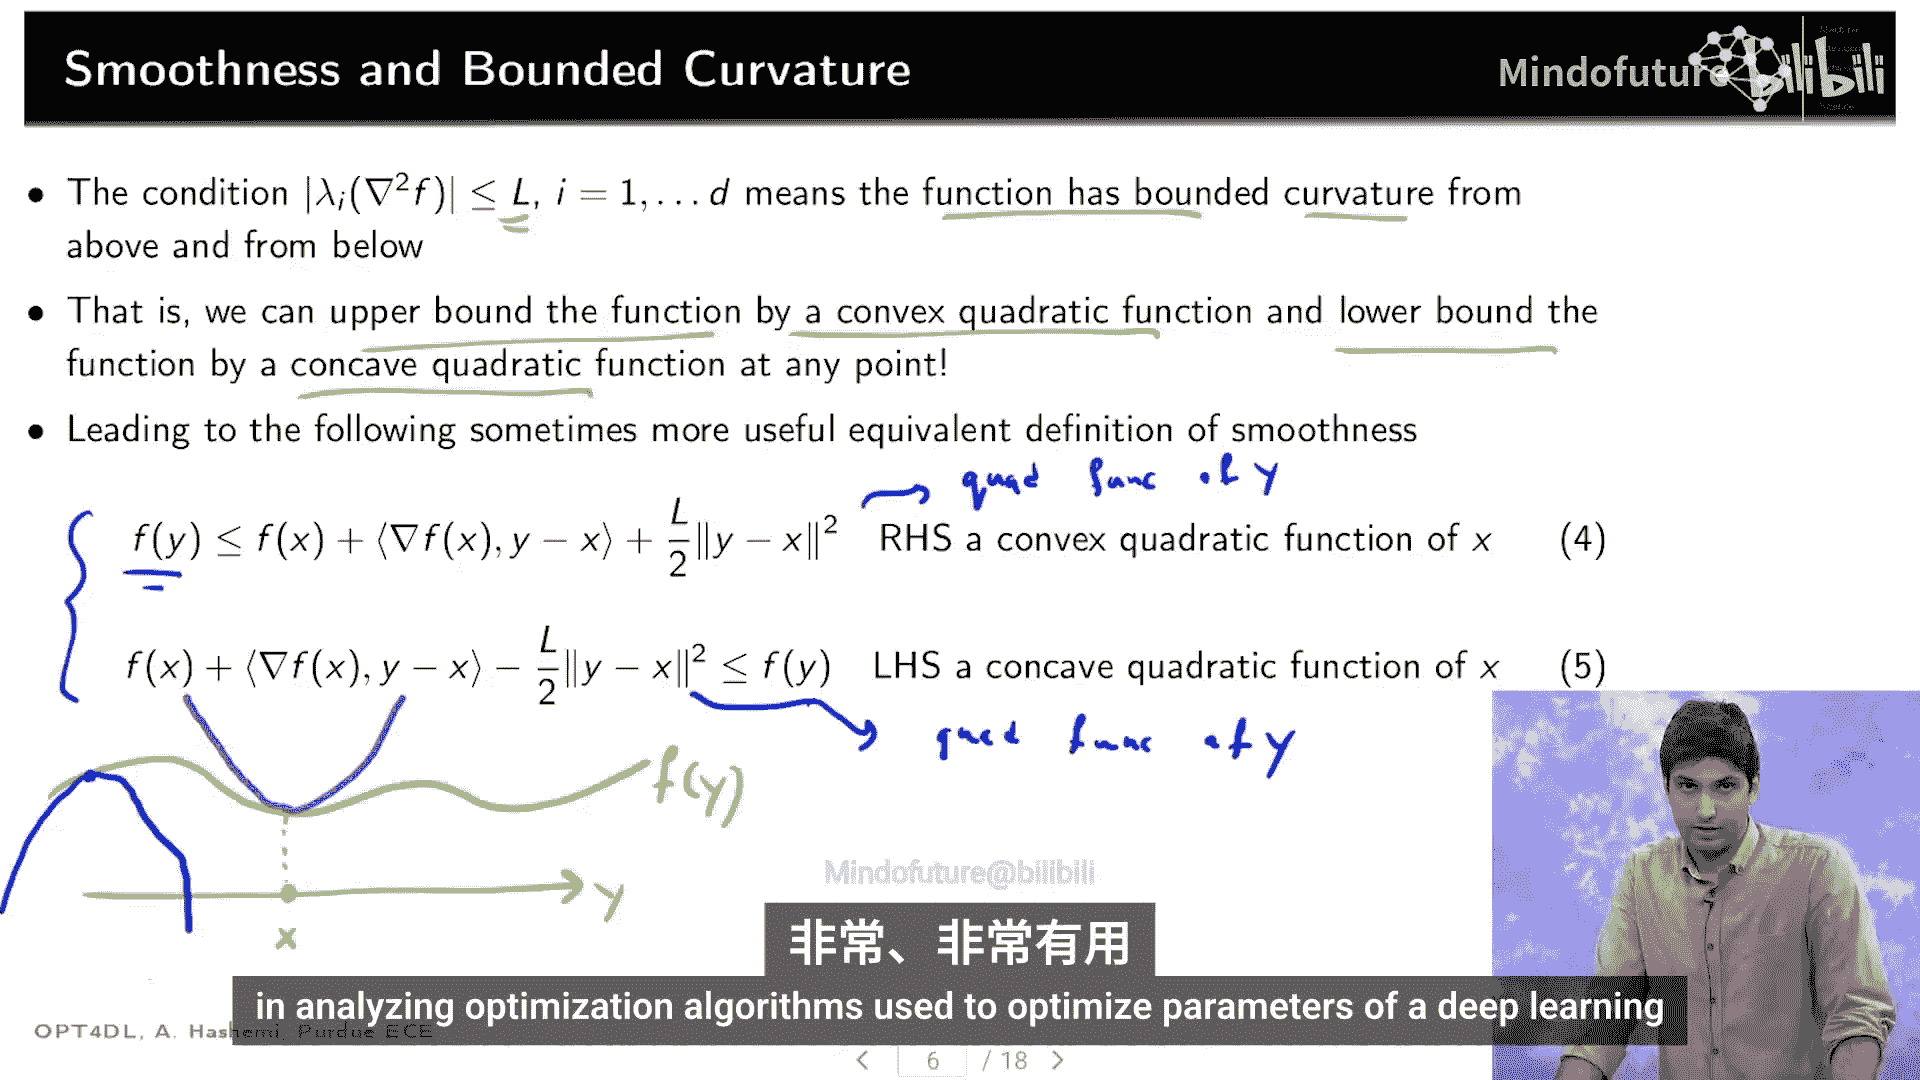 Smoothness and Bounded Curvature
Mindofuture
bilibili
• The condition |λᵢ(∇²f)| ≤ L, i = 1, … d means the function has bounded curvature from
above and from below
• That is, we can upper bound the function by a convex quadratic function and lower bound the
function by a concave quadratic function at any point!
• Leading to the following sometimes more useful equivalent definition of smoothness
quad func of y
f(y) ≤ f(x) + ⟨∇f(x), y − x⟩ + L/2 ‖y − x‖² RHS a convex quadratic function of x (4)
f(x) + ⟨∇f(x), y − x⟩ − L/2 ‖y − x‖² ≤ f(y) LHS a concave quadratic function of x (5)
quad func of y
f(y)
y
x
Mindofuture@bilibili
非常、非常有用
in analyzing optimization algorithms used to optimize parameters of a deep learning
OPT4DL, A. Hashemi, Purdue ECE
6 / 18